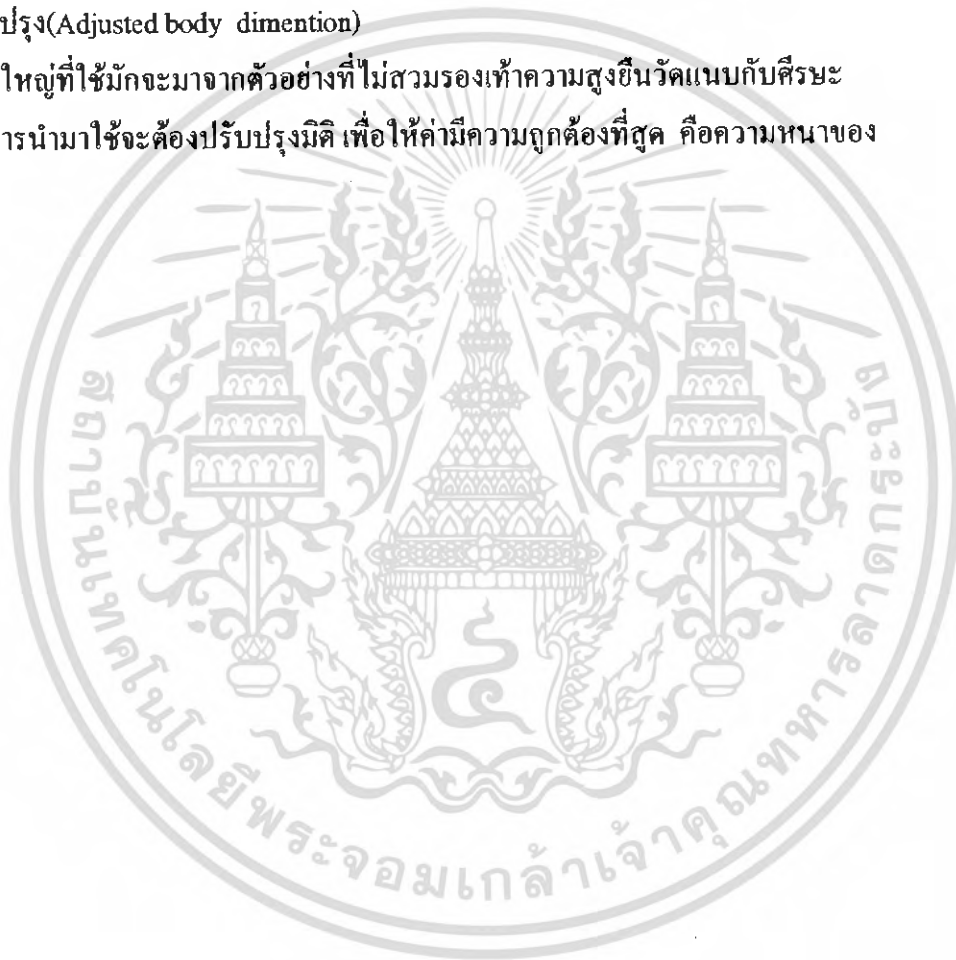 ปรุง(Adjusted body dimention)
ใหญ่ที่ใช้มักจะมาจากตัวอย่างที่ไม่สวมรองเท้าความสูงยืนวัดแนบกับศีรษะ
ารนำมาใช้จะต้องปรับปรุงมิติ เพื่อให้ค่ามีความถูกต้องที่สุด คือความหนาของ
สถาบันเทคโนโลยีพระจอมเกล้าเจ้าคุณทหารลาดกระบัง
๔